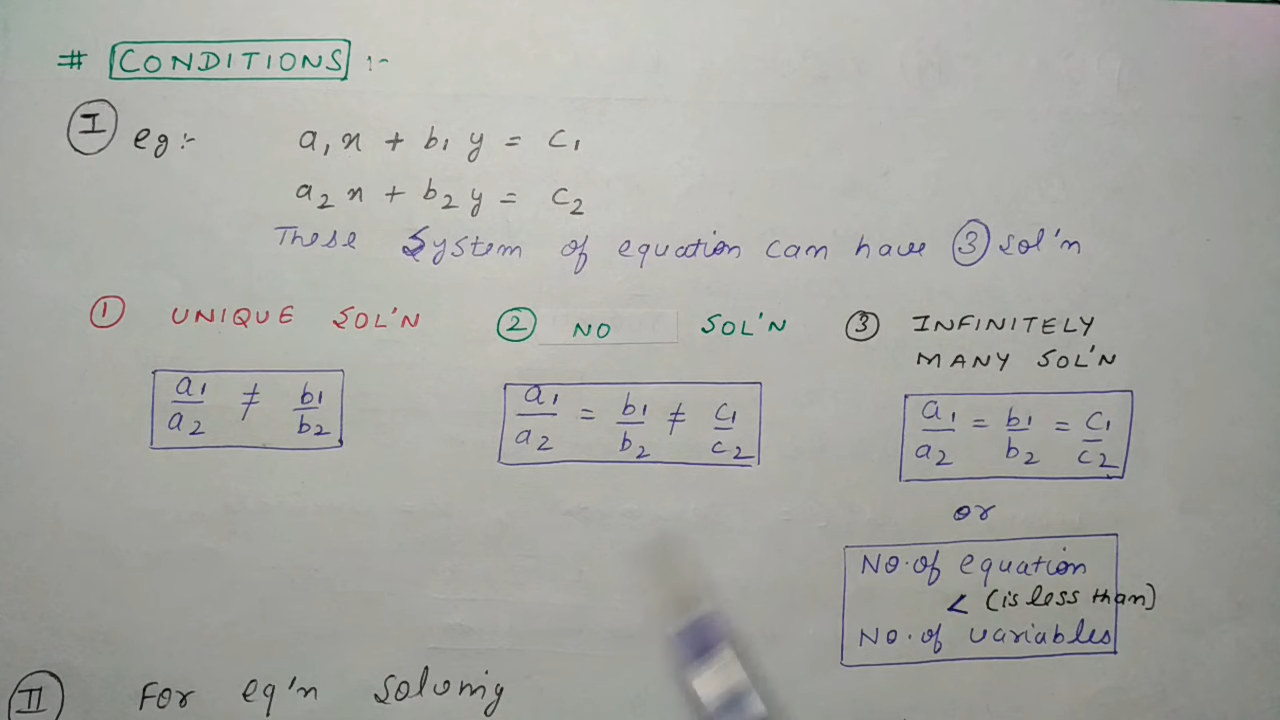 # CONDITIONS :-
I eg :- a₁x + b₁y = c₁
a₂x + b₂y = c₂
These System of equation can have ③ sol'n
① UNIQUE SOL'N
a₁/a₂ ≠ b₁/b₂
② NO SOL'N
a₁/a₂ = b₁/b₂ ≠ c₁/c₂
③ INFINITELY
MANY SOL'N
a₁/a₂ = b₁/b₂ = c₁/c₂
or
NO. of equation
< (is less than)
NO. of variables
II For eq'n solving